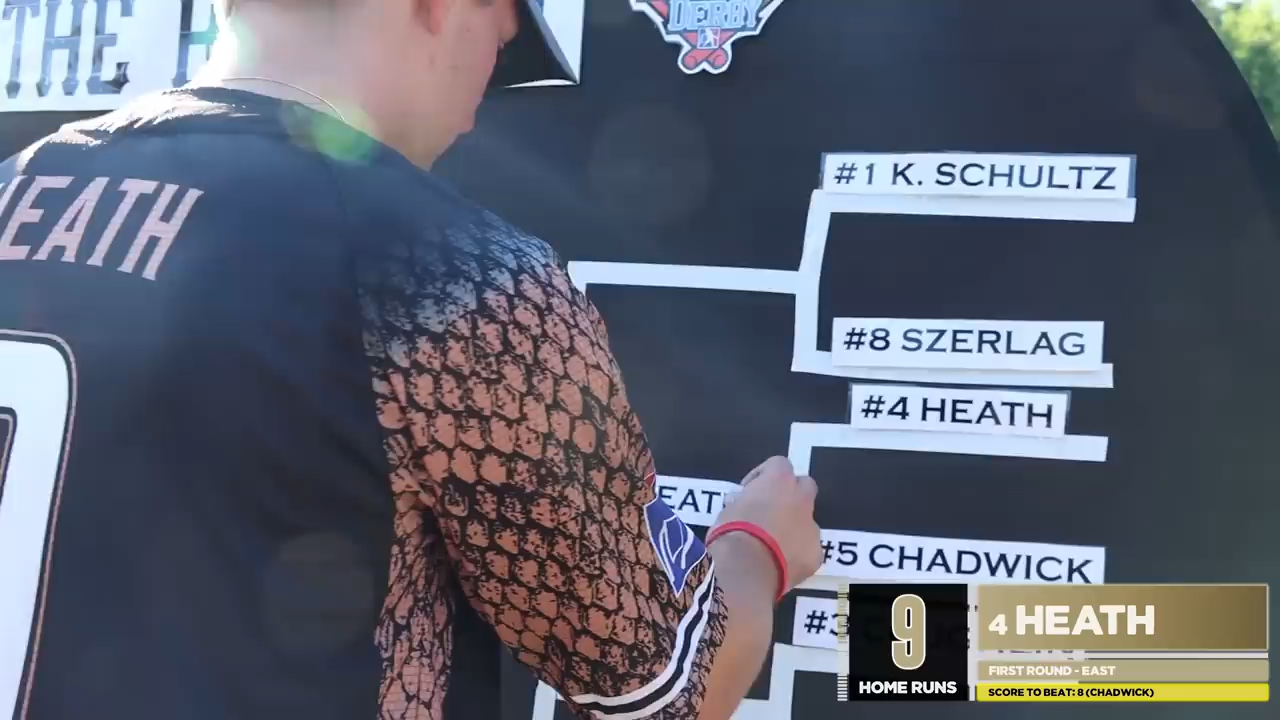 THE
DERBY
#1 K. SCHULTZ
HEATH
#8 SZERLAG
#4 HEATH
#5 CHADWICK
9
HOME RUNS
4 HEATH
FIRST ROUND - EAST
SCORE TO BEAT: 8 (CHADWICK)